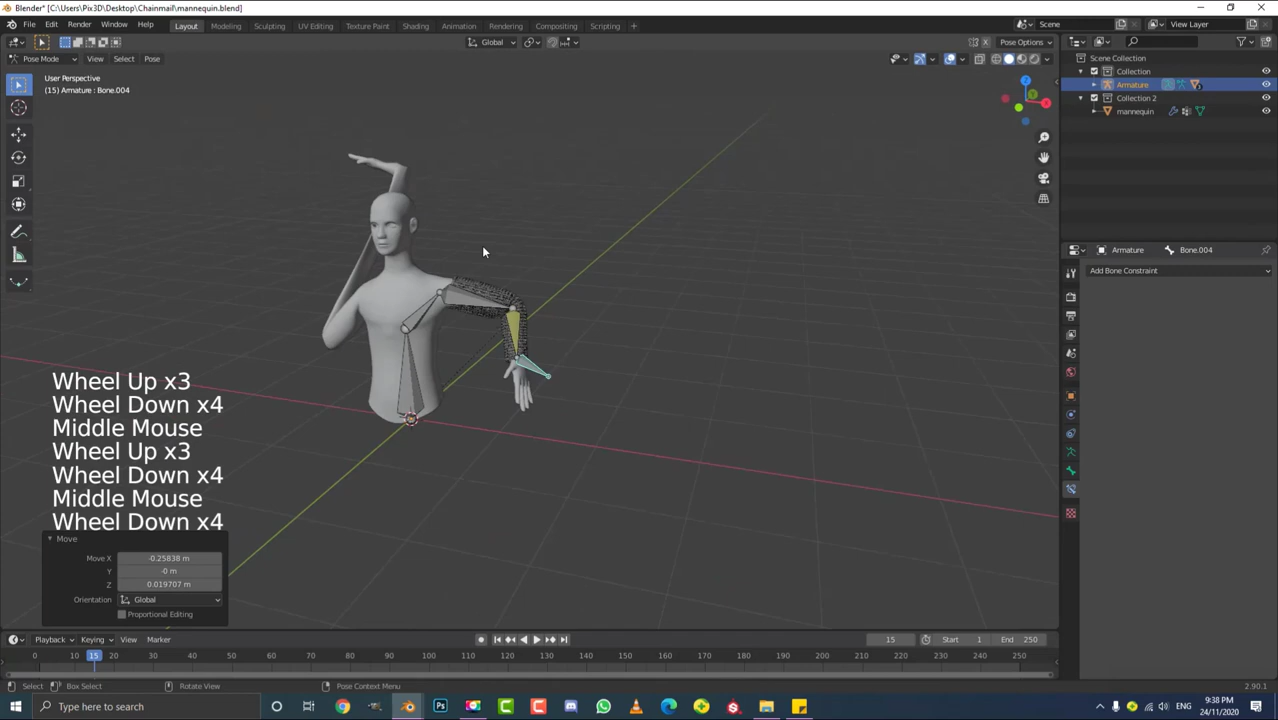 Blender* [C:\Users\Pix3D\Desktop\Chainmail\mannequin.blend]
File Edit Render Window Help Layout Modeling Sculpting UV Editing Texture Paint Shading Animation Rendering Compositing Scripting + Scene View Layer
Global Pose Options
Pose Mode View Select Pose
User Perspective
(15) Armature : Bone.004
Scene Collection
Collection
Armature
Collection 2
mannequin
X
Y
Z
Armature Bone.004
Add Bone Constraint
Wheel Up x3
Wheel Down x4
Middle Mouse
Wheel Up x3
Wheel Down x4
Middle Mouse
Wheel Down x4
Move
Move X -0.25838 m
Y -0 m
Z 0.019707 m
Orientation Global
Proportional Editing
Playback Keying View Marker 15 Start 1 End 250
0 10 15 20 30 40 50 60 70 80 90 100 110 120 130 140 150 160 170 180 190 200 210 220 230 240 250
Select Box Select Rotate View Pose Context Menu 2.90.1
Type here to search
Ps
9:38 PM
24/11/2020